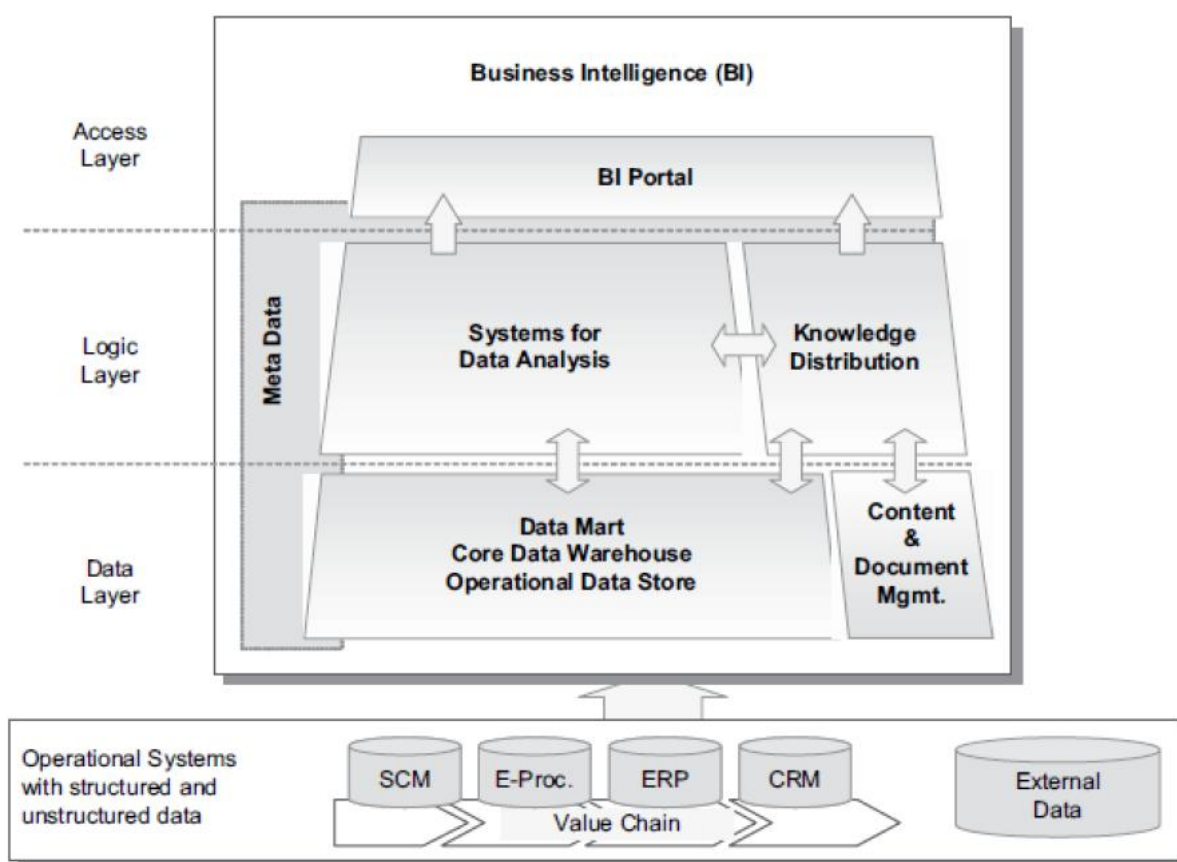 Business Intelligence (BI)
Access
Layer
BI Portal
Meta Data
Logic
Layer
Systems for
Data Analysis
Knowledge
Distribution
Data
Layer
Data Mart
Core Data Warehouse
Operational Data Store
Content
&
Document
Mgmt.
Operational Systems
with structured and
unstructured data
SCM
E-Proc.
ERP
CRM
Value Chain
External
Data